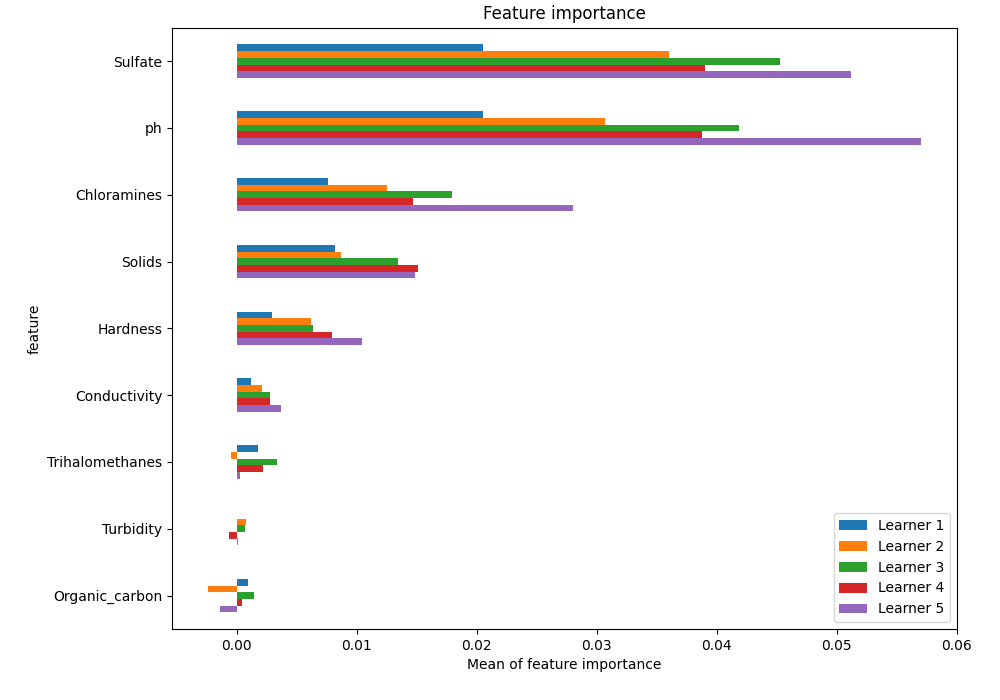 Feature importance
Sulfate
ph
Chloramines
Solids
Hardness
feature
Conductivity
Trihalomethanes
Turbidity
Organic_carbon
Learner 1
Learner 2
Learner 3
Learner 4
Learner 5
0.00 0.01 0.02 0.03 0.04 0.05 0.06
Mean of feature importance